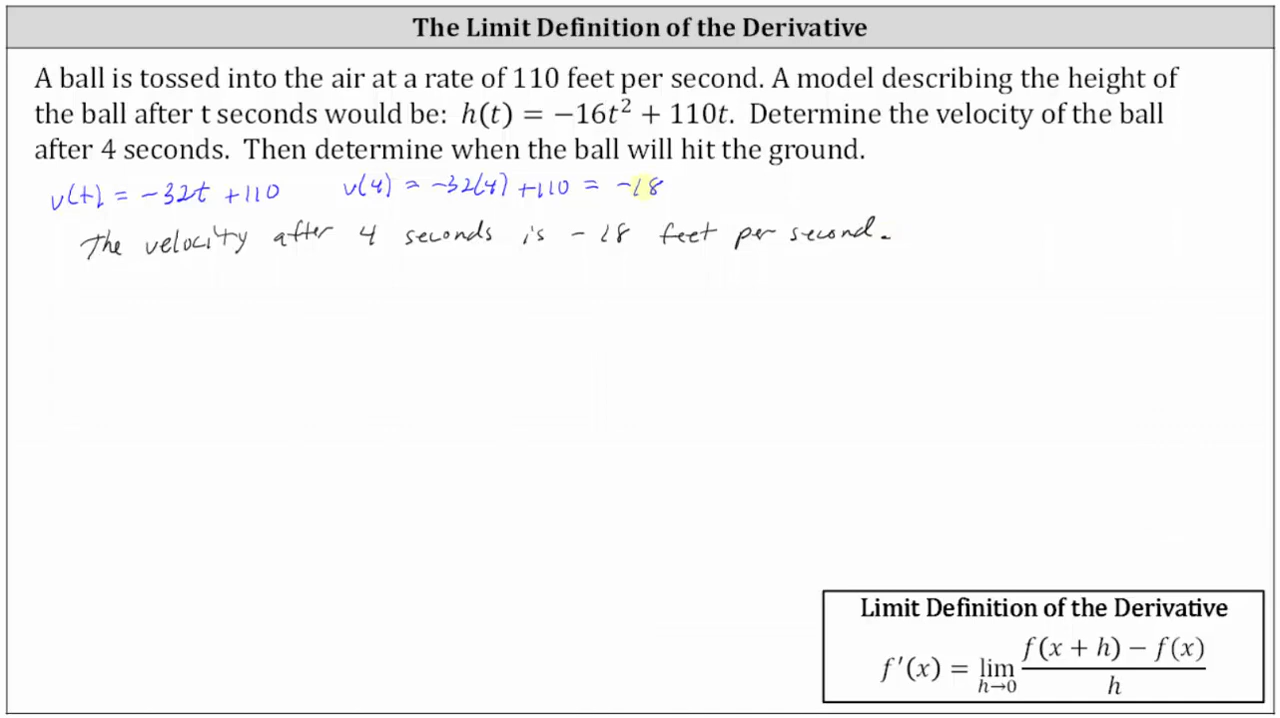 The Limit Definition of the Derivative
A ball is tossed into the air at a rate of 110 feet per second. A model describing the height of
the ball after t seconds would be: h(t) = −16t² + 110t. Determine the velocity of the ball
after 4 seconds. Then determine when the ball will hit the ground.
v(t) = -32t + 110 v(4) = -32(4) + 110 = -18
The velocity after 4 seconds is -18 feet per second.
Limit Definition of the Derivative
f′(x) = lim h→0 f(x + h) − f(x) / h